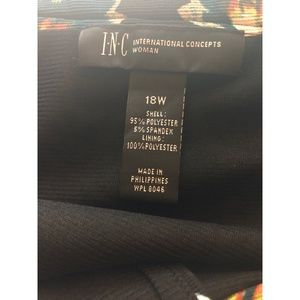 I·N·C INTERNATIONAL CONCEPTS
WOMAN
18W
SHELL:
95% POLYESTER
5% SPANDEX
LINING:
100% POLYESTER
MADE IN
PHILIPPINES
WPL 8046